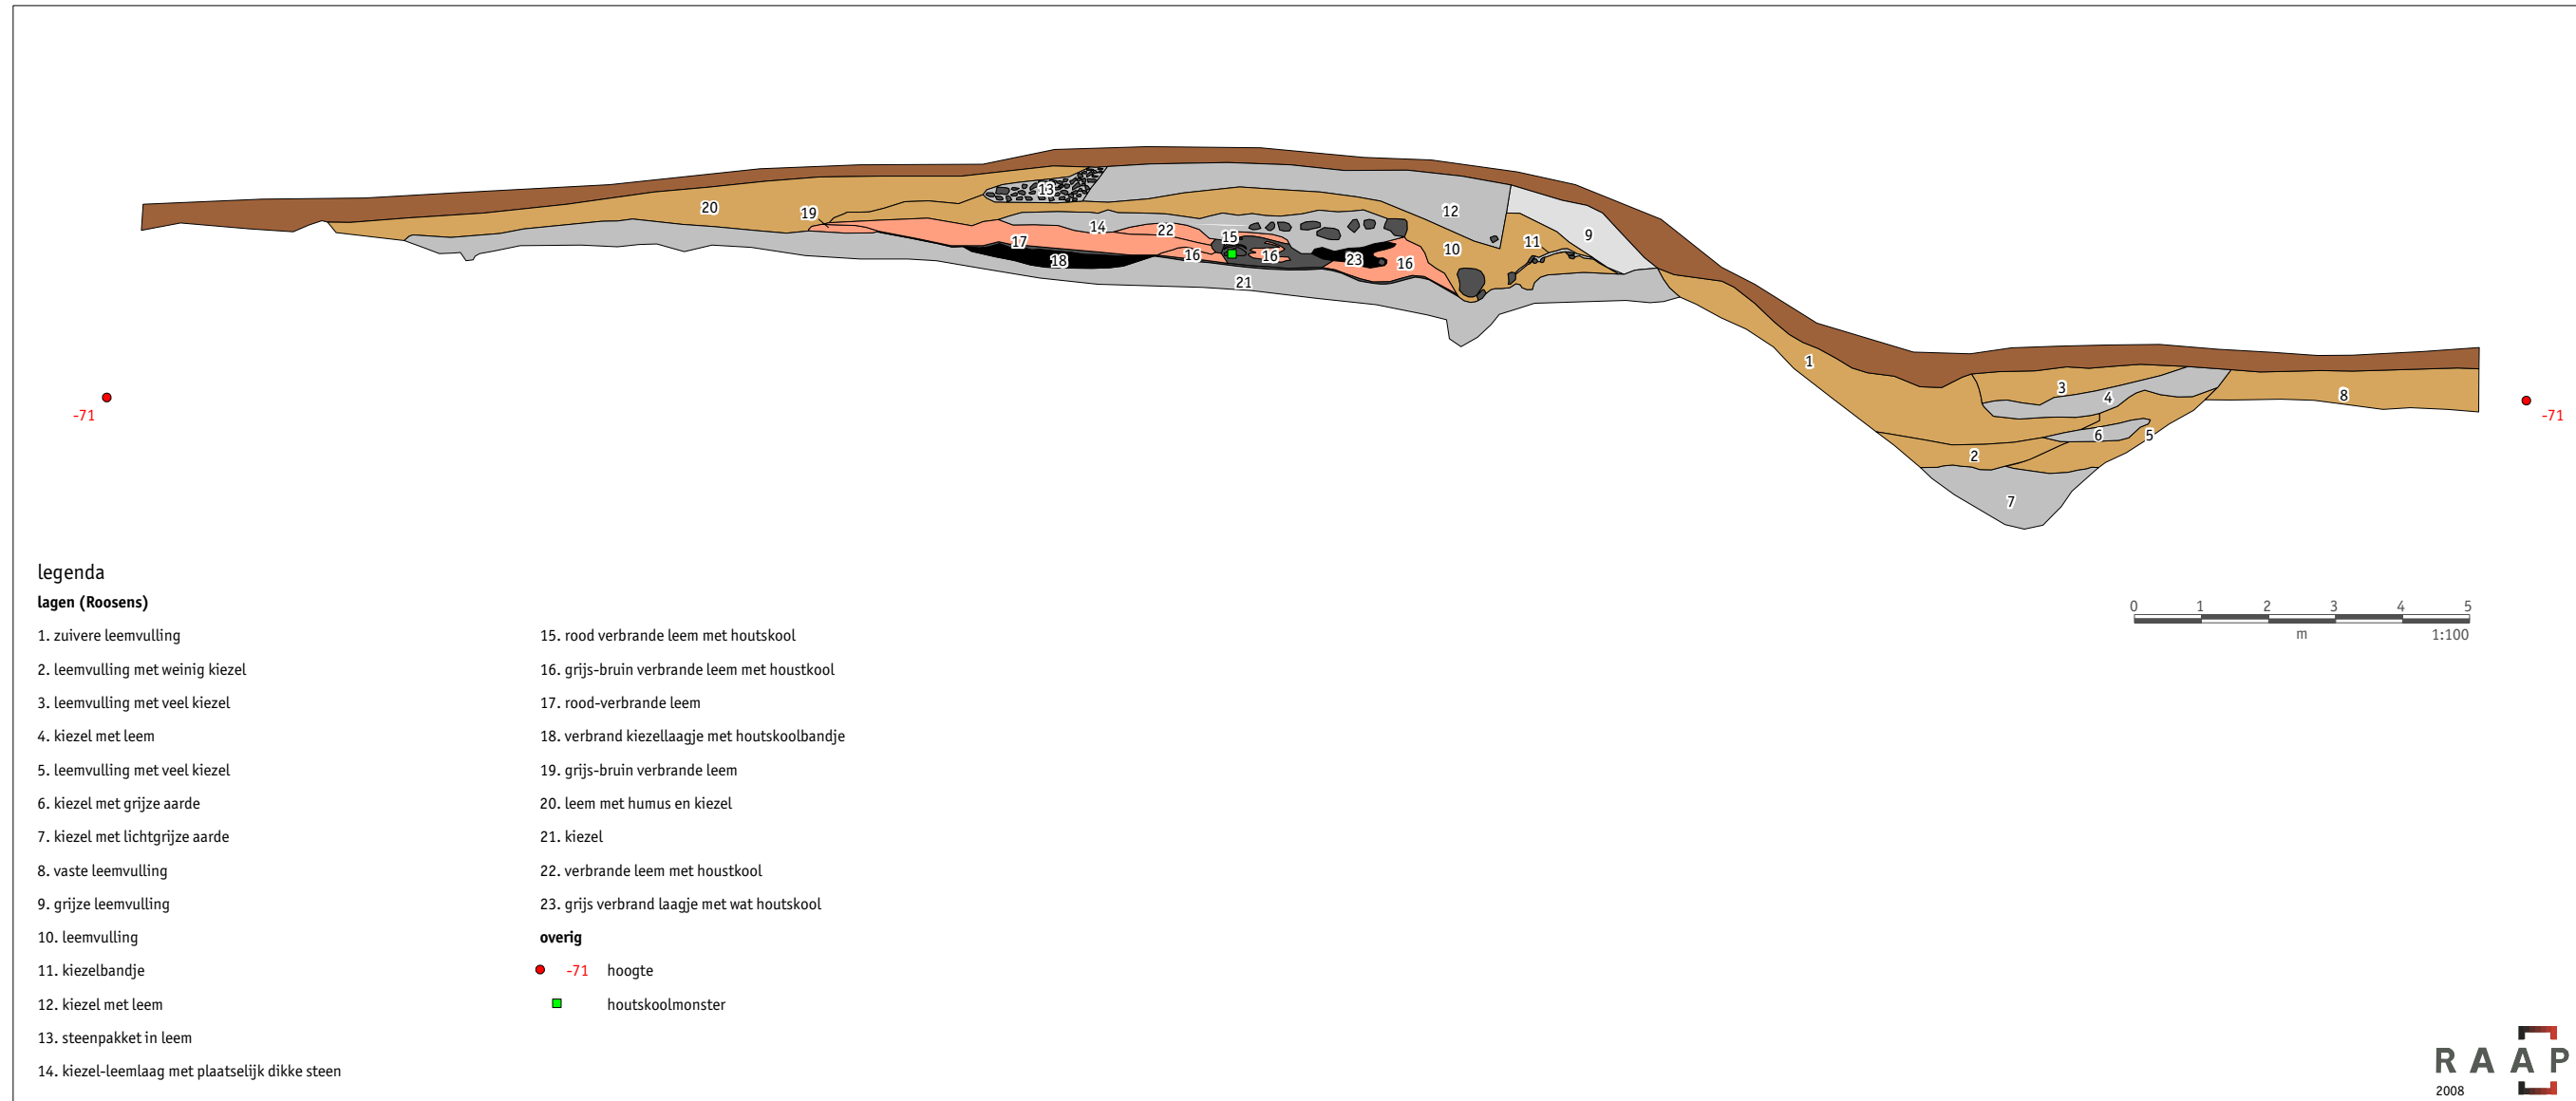 13
20
19
12
14
22
15
9
11
17
10
16
16
18
23
16
21
1
3
4
8
-71
-71
6
5
2
7
legenda
lagen (Roosens)
1. zuivere leemvulling
2. leemvulling met weinig kiezel
3. leemvulling met veel kiezel
4. kiezel met leem
5. leemvulling met veel kiezel
6. kiezel met grijze aarde
7. kiezel met lichtgrijze aarde
8. vaste leemvulling
9. grijze leemvulling
10. leemvulling
11. kiezelbandje
12. kiezel met leem
13. steenpakket in leem
14. kiezel-leemlaag met plaatselijk dikke steen
15. rood verbrande leem met houtskool
16. grijs-bruin verbrande leem met houstkool
17. rood-verbrande leem
18. verbrand kiezellaagje met houtskoolbandje
19. grijs-bruin verbrande leem
20. leem met humus en kiezel
21. kiezel
22. verbrande leem met houstkool
23. grijs verbrand laagje met wat houtskool
overig
-71 hoogte
houtskoolmonster
0 1 2 3 4 5
m 1:100
RAAP
2008